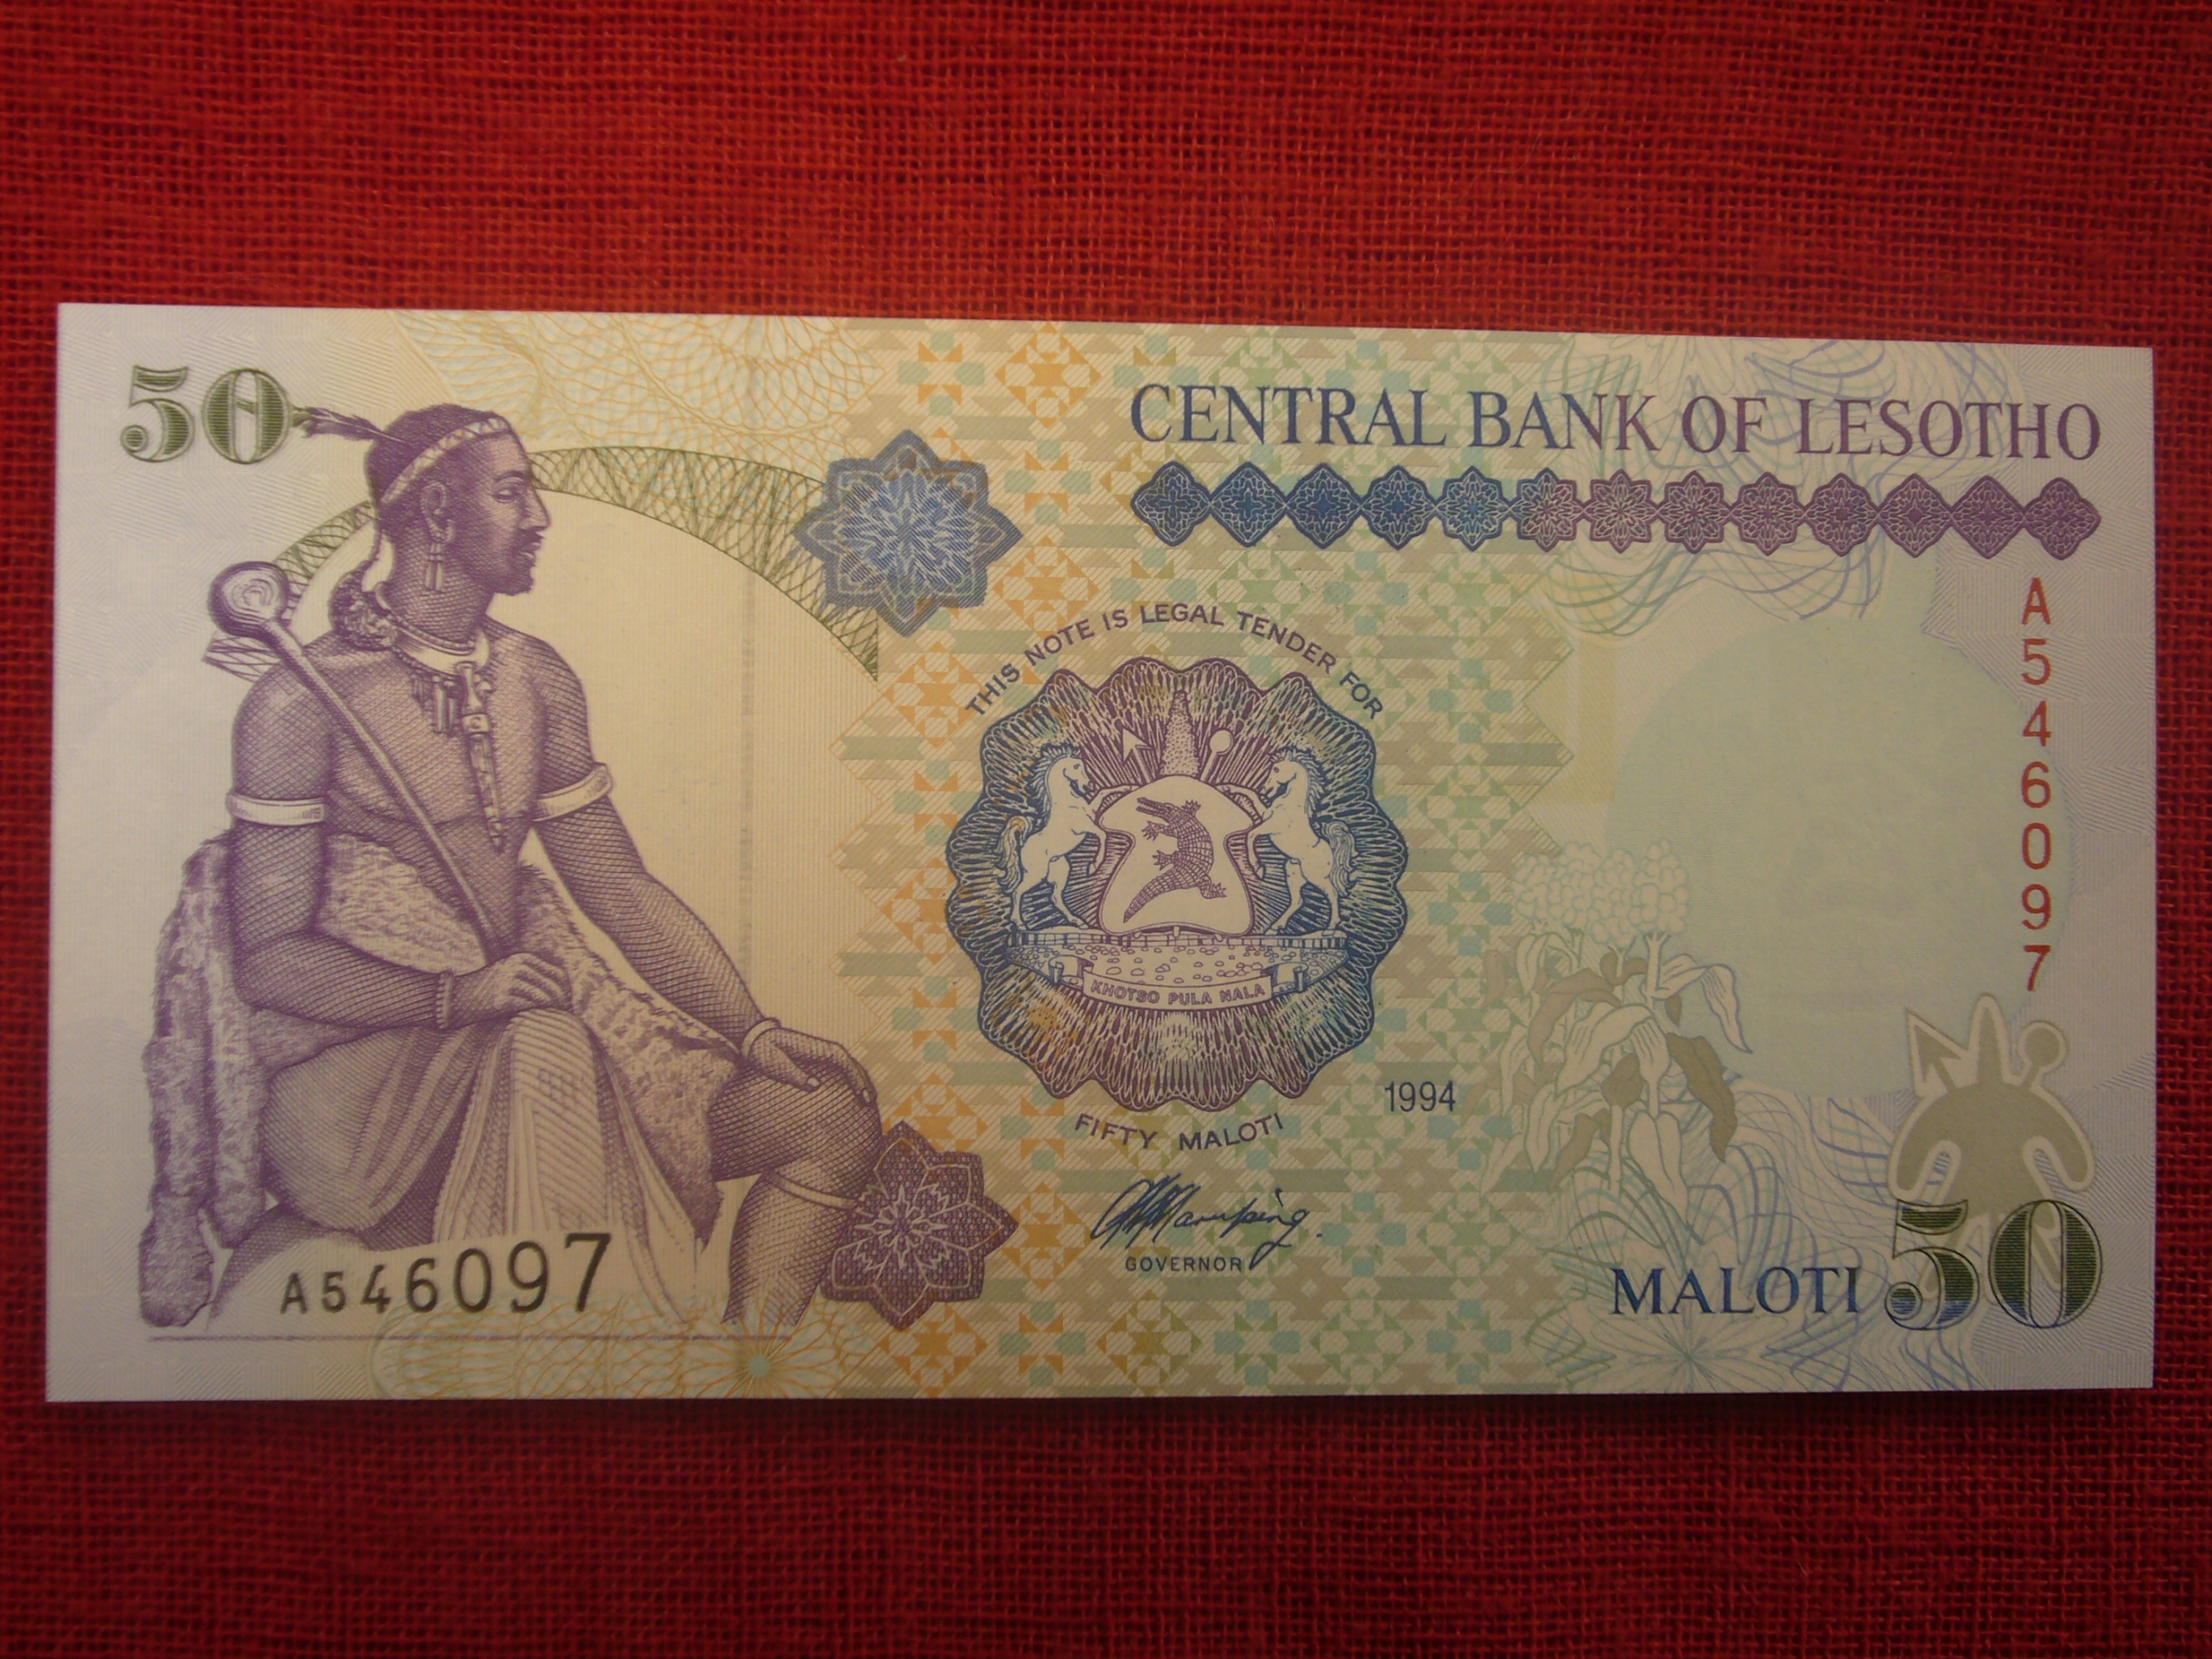 50
CENTRAL BANK OF LESOTHO
A546097
THIS NOTE IS LEGAL TENDER FOR
KHOTSO PULA NALA
1994
FIFTY MALOTI
GOVERNOR
A546097
MALOTI 50